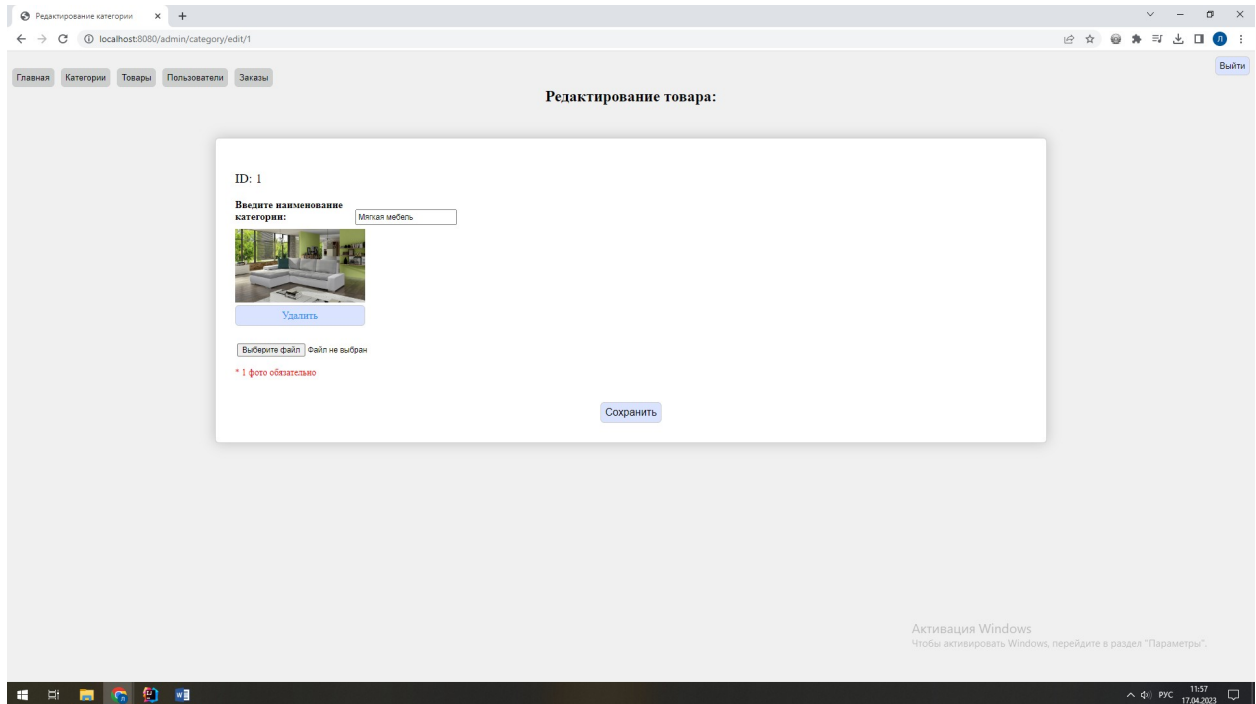 Редактирование категории
localhost:8080/admin/category/edit/1
Л
Выйти
Главная Категории Товары Пользователи Заказы
Редактирование товара:
ID: 1
Введите наименование
категории:
Мягкая мебель
Удалить
Выберите файл Файл не выбран
* 1 фото обязательно
Сохранить
Активация Windows
Чтобы активировать Windows, перейдите в раздел "Параметры".
РУС
11:57
17.04.2023